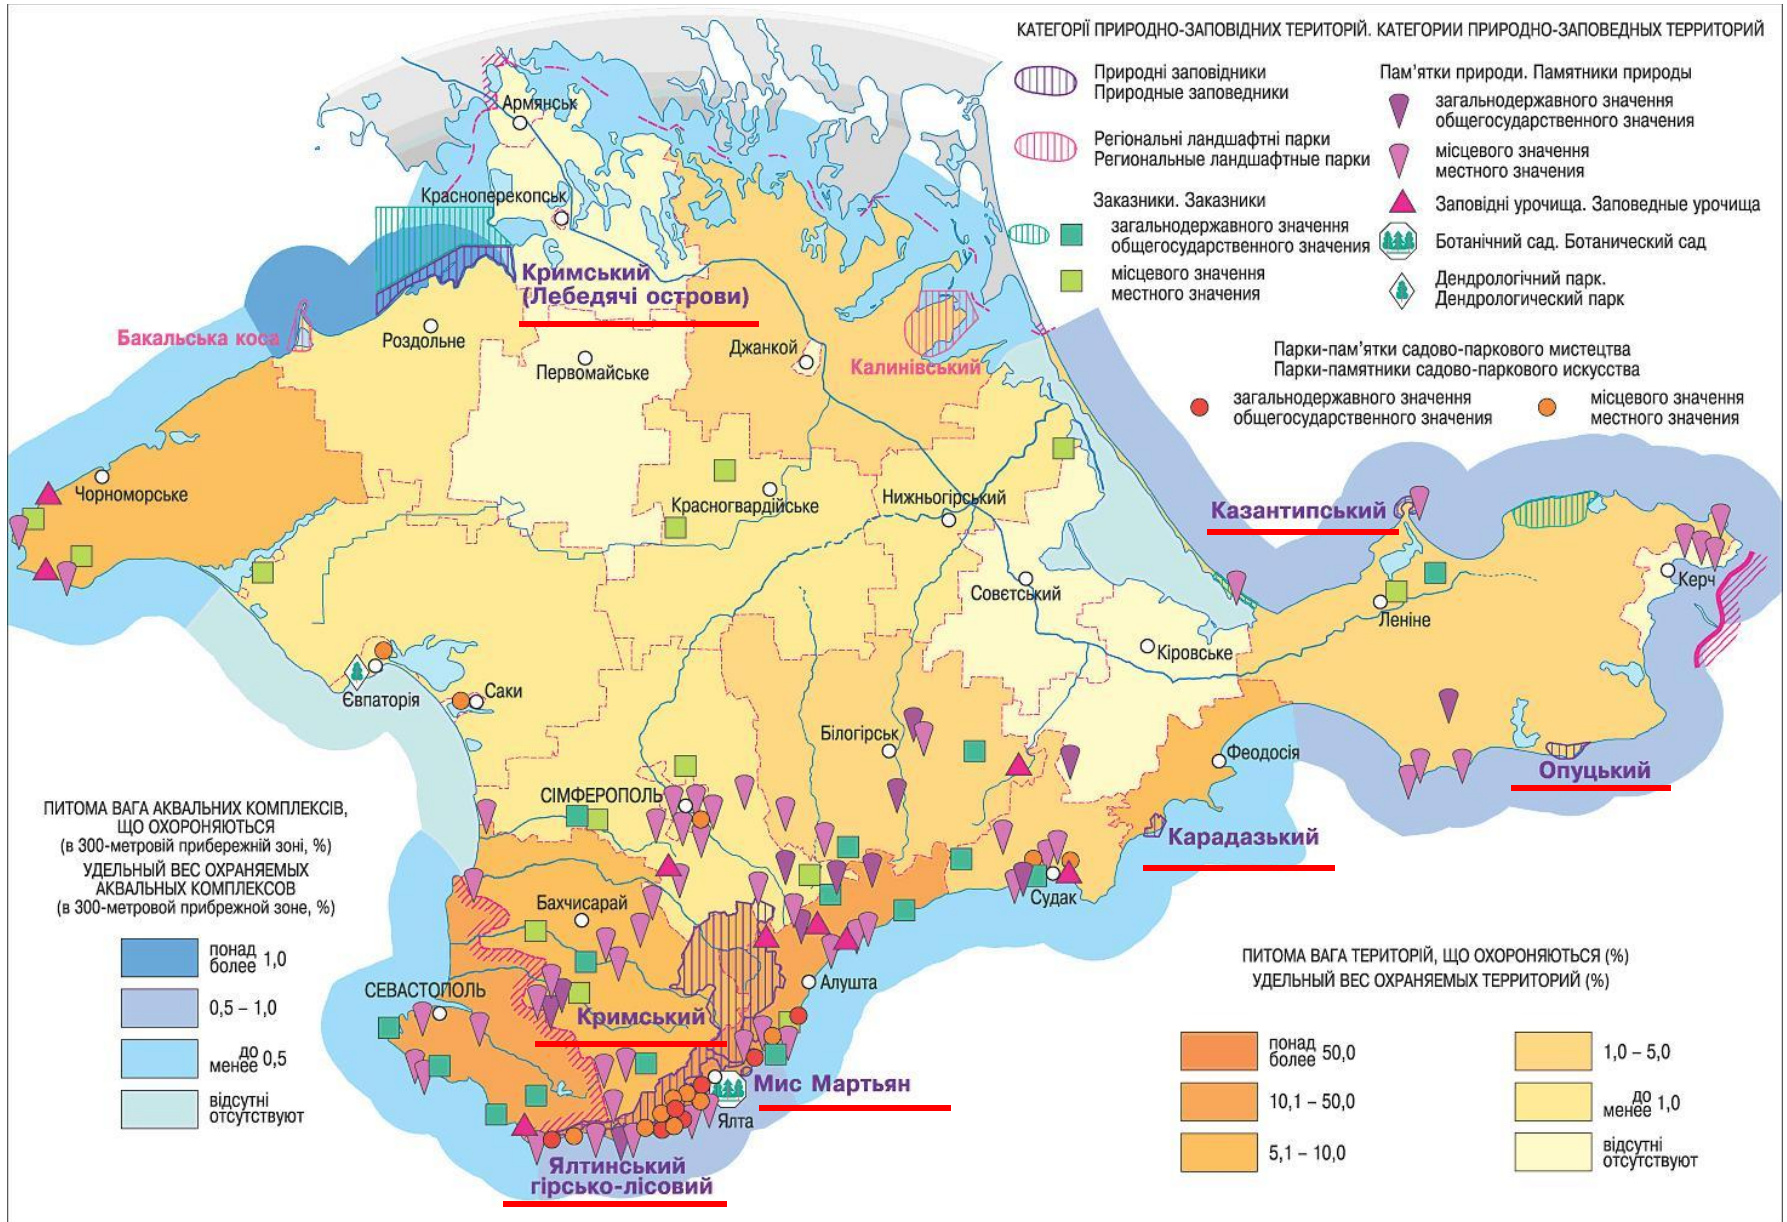 КАТЕГОРІЇ ПРИРОДНО-ЗАПОВІДНИХ ТЕРИТОРІЙ. КАТЕГОРИИ ПРИРОДНО-ЗАПОВЕДНЫХ ТЕРРИТОРИЙ
Природні заповідники
Природные заповедники
Регіональні ландшафтні парки
Региональные ландшафтные парки
Заказники. Заказники
загальнодержавного значення
общегосударственного значения
місцевого значення
местного значения
Пам'ятки природи. Памятники природы
загальнодержавного значення
общегосударственного значения
місцевого значення
местного значения
Заповідні урочища. Заповедные урочища
Ботанічний сад. Ботанический сад
Дендрологічний парк.
Дендрологический парк
Парки-пам'ятки садово-паркового мистецтва
Парки-памятники садово-паркового искусства
загальнодержавного значення
общегосударственного значения
місцевого значення
местного значения
Армянськ
Красноперекопськ
Кримський
(Лебедячі острови)
Бакальська коса
Роздольне
Первомайське
Джанкой
Калинівський
Чорноморське
Красногвардійське
Нижньогірський
Казантипський
Совєтський
Керч
Леніне
Кіровське
Євпаторія
Саки
Білогірськ
Феодосія
Опуцький
СІМФЕРОПОЛЬ
Карадазький
Судак
Бахчисарай
Алушта
СЕВАСТОПОЛЬ
Кримський
Мис Мартьян
Ялта
Ялтинський
гірсько-лісовий
ПИТОМА ВАГА АКВАЛЬНИХ КОМПЛЕКСІВ,
ЩО ОХОРОНЯЮТЬСЯ
(в 300-метровій прибережній зоні, %)
УДЕЛЬНЫЙ ВЕС ОХРАНЯЕМЫХ
АКВАЛЬНЫХ КОМПЛЕКСОВ
(в 300-метровой прибрежной зоне, %)
понад
более 1,0
0,5 – 1,0
до
менее 0,5
відсутні
отсутствуют
ПИТОМА ВАГА ТЕРИТОРІЙ, ЩО ОХОРОНЯЮТЬСЯ (%)
УДЕЛЬНЫЙ ВЕС ОХРАНЯЕМЫХ ТЕРРИТОРИЙ (%)
понад
более 50,0
10,1 – 50,0
5,1 – 10,0
1,0 – 5,0
до
менее 1,0
відсутні
отсутствуют